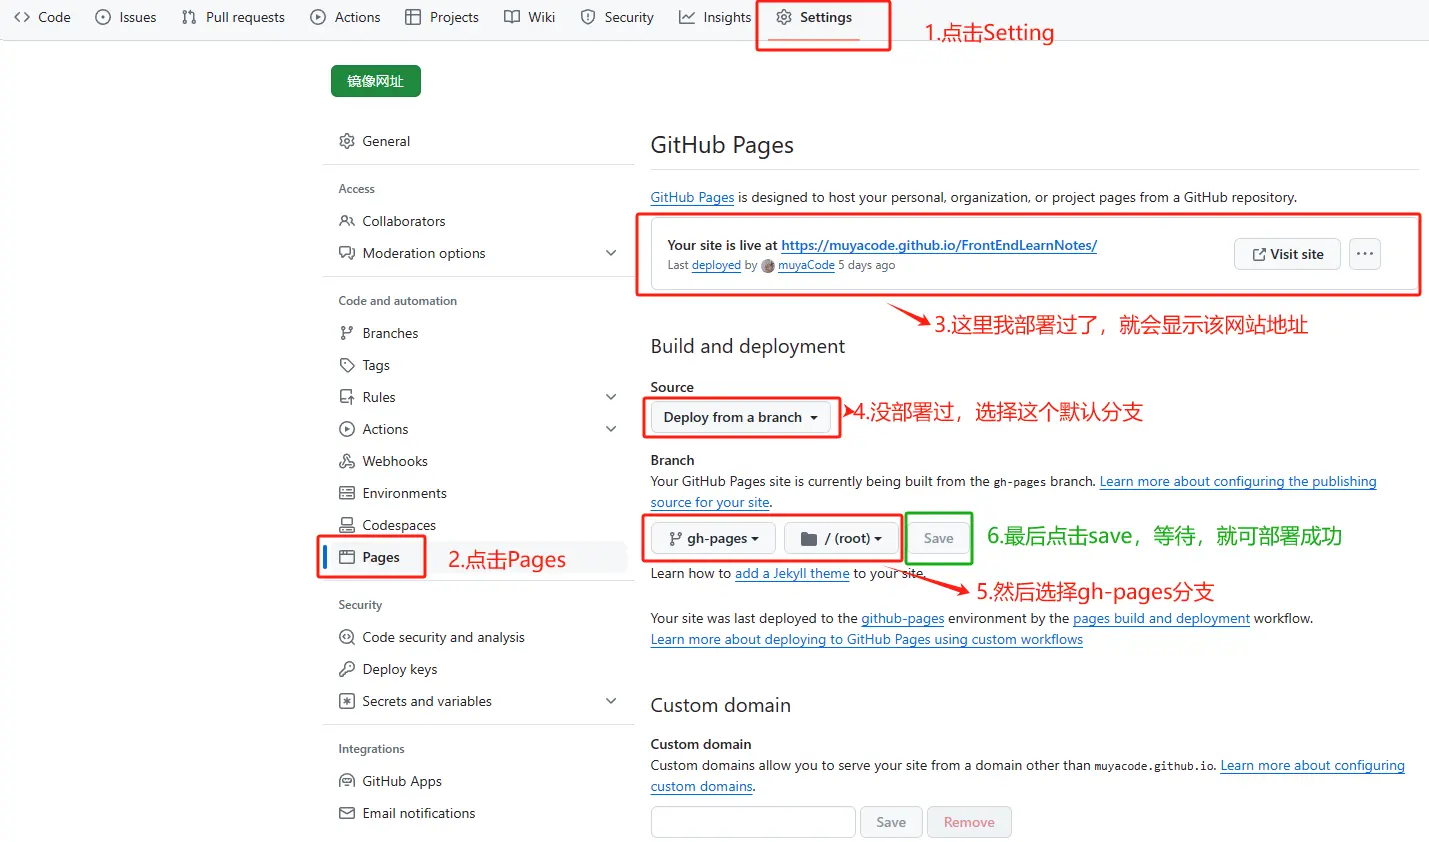 Code
Issues
Pull requests
Actions
Projects
Wiki
Security
Insights
Settings
1.点击Setting
镜像网址
General
Access
Collaborators
Moderation options
Code and automation
Branches
Tags
Rules
Actions
Webhooks
Environments
Codespaces
Pages
2.点击Pages
Security
Code security and analysis
Deploy keys
Secrets and variables
Integrations
GitHub Apps
Email notifications
GitHub Pages
GitHub Pages is designed to host your personal, organization, or project pages from a GitHub repository.
Your site is live at https://muyacode.github.io/FrontEndLearnNotes/
Last deployed by muyaCode 5 days ago
Visit site
3.这里我部署过了，就会显示该网站地址
Build and deployment
Source
Deploy from a branch
4.没部署过，选择这个默认分支
Branch
Your GitHub Pages site is currently being built from the gh-pages branch. Learn more about configuring the publishing
source for your site.
gh-pages
/ (root)
Save
6.最后点击save，等待，就可部署成功
Learn how to add a Jekyll theme to your site.
5.然后选择gh-pages分支
Your site was last deployed to the github-pages environment by the pages build and deployment workflow.
Learn more about deploying to GitHub Pages using custom workflows
Custom domain
Custom domain
Custom domains allow you to serve your site from a domain other than muyacode.github.io. Learn more about configuring
custom domains.
Save
Remove